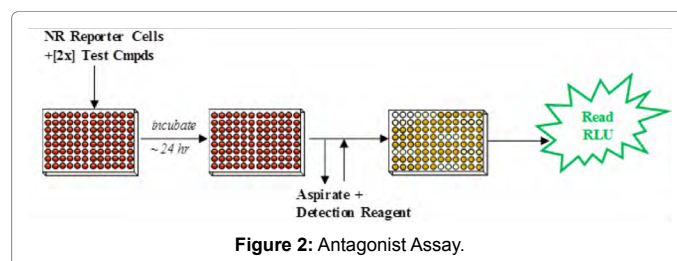 NR Reporter Cells
+[2x] Test Cmpds
incubate
~ 24 hr
Aspirate +
Detection Reagent
Read
RLU
Figure 2: Antagonist Assay.